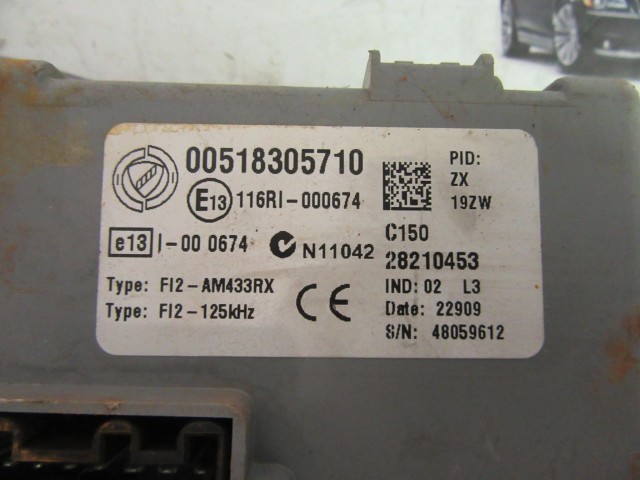 00518305710
E13 116RI-000674
e13 I-00 0674 N11042
Type: FI2-AM433RX
Type: FI2-125kHz
CE
PID:
ZX
19ZW
C150
28210453
IND: 02 L3
Date: 22909
S/N: 48059612